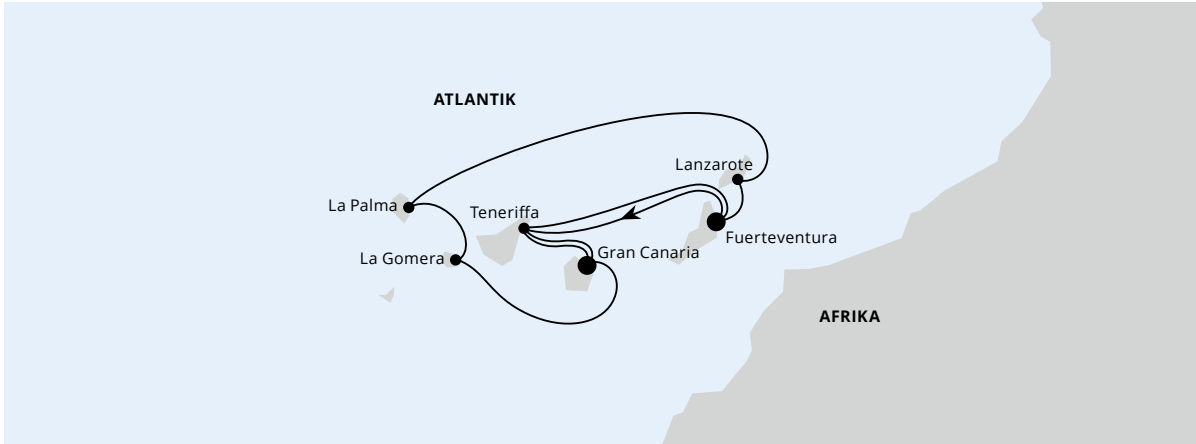 ATLANTIK
Lanzarote
La Palma
Teneriffa
Fuerteventura
Gran Canaria
La Gomera
AFRIKA